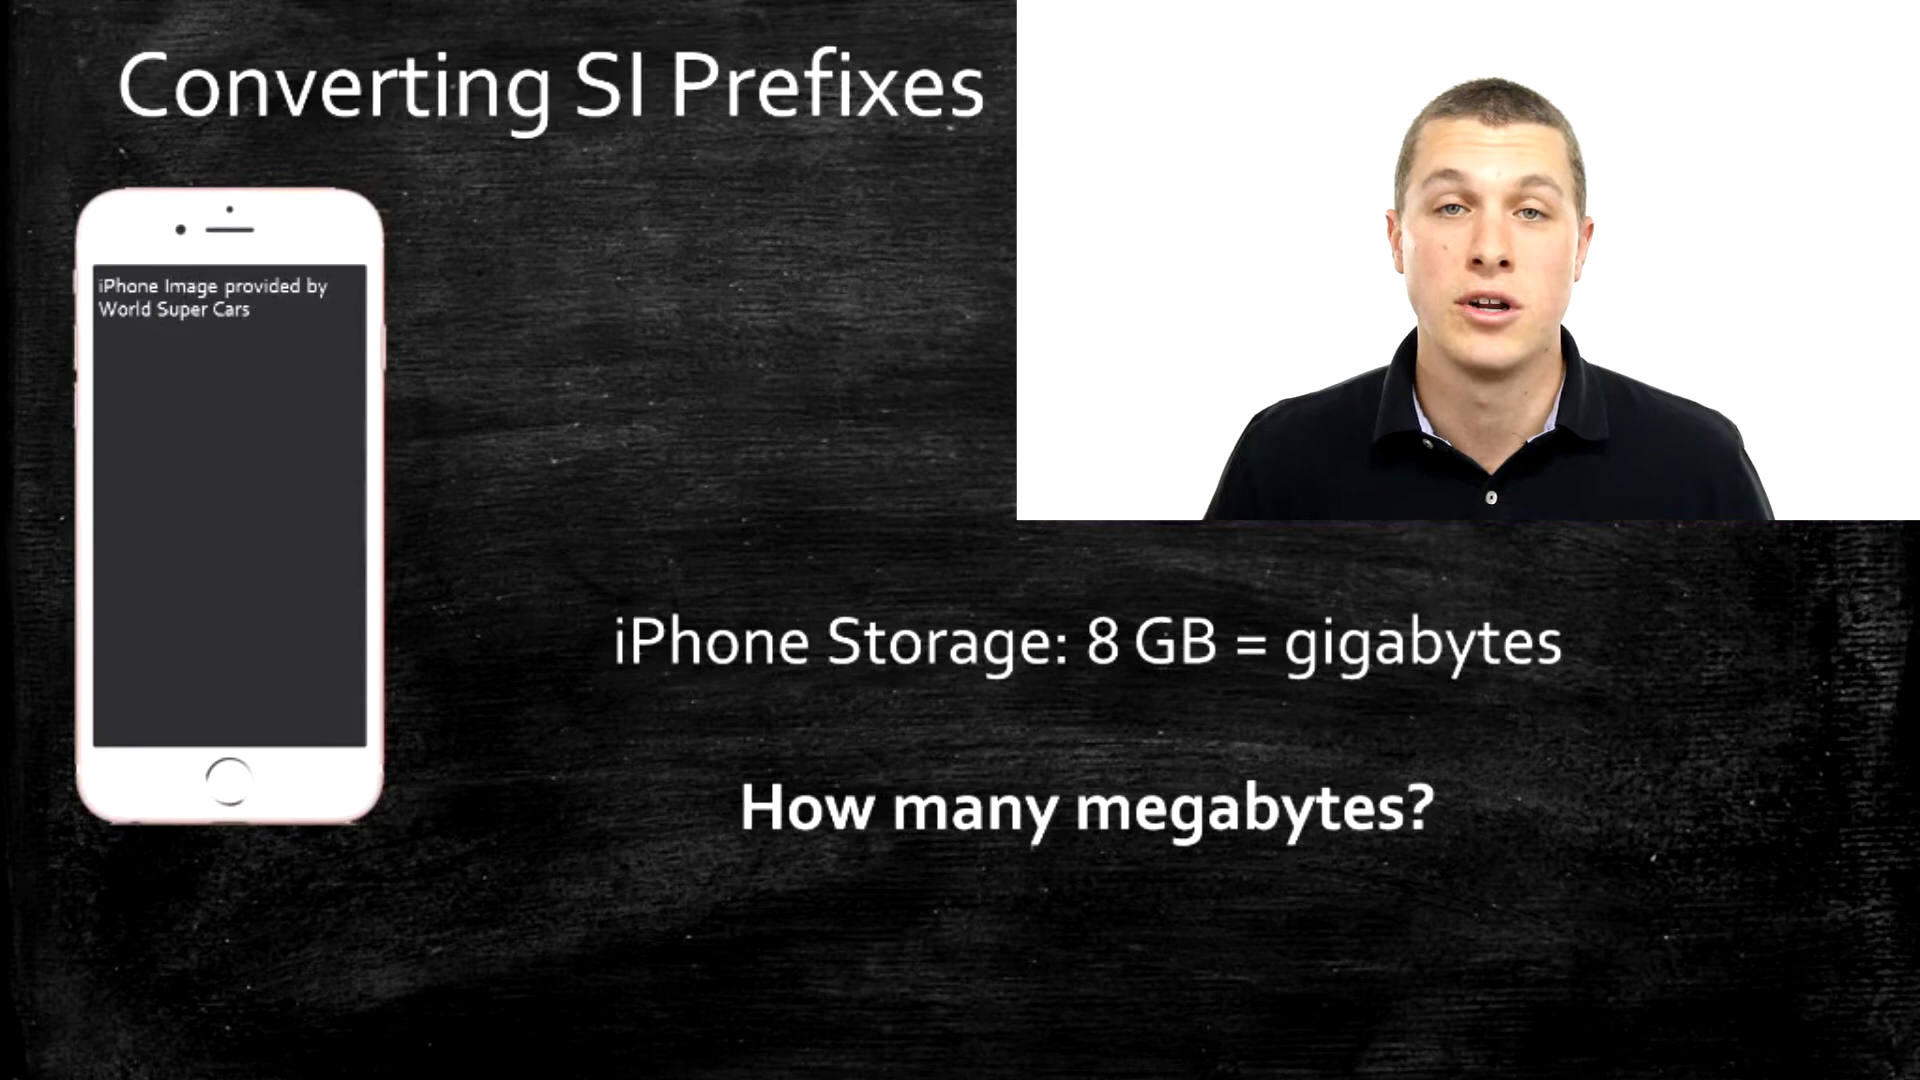 Converting SI Prefixes
iPhone Image provided by
World Super Cars
iPhone Storage: 8 GB = gigabytes
How many megabytes?